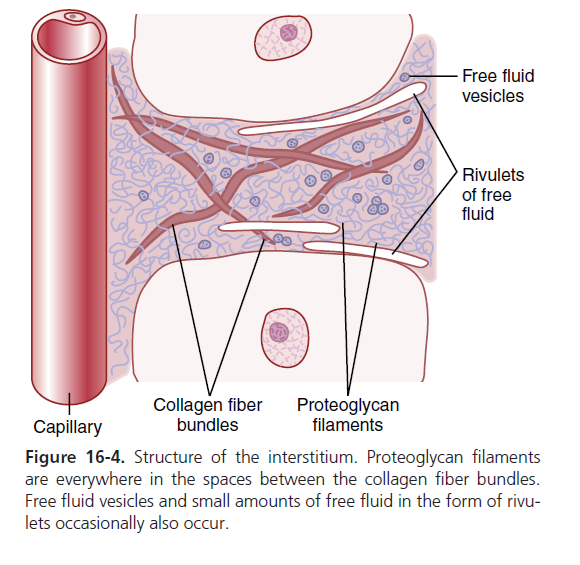 Free fluid
vesicles
Rivulets
of free
fluid
Collagen fiber
bundles
Proteoglycan
filaments
Capillary
Figure 16-4. Structure of the interstitium. Proteoglycan filaments
are everywhere in the spaces between the collagen fiber bundles.
Free fluid vesicles and small amounts of free fluid in the form of rivu-
lets occasionally also occur.